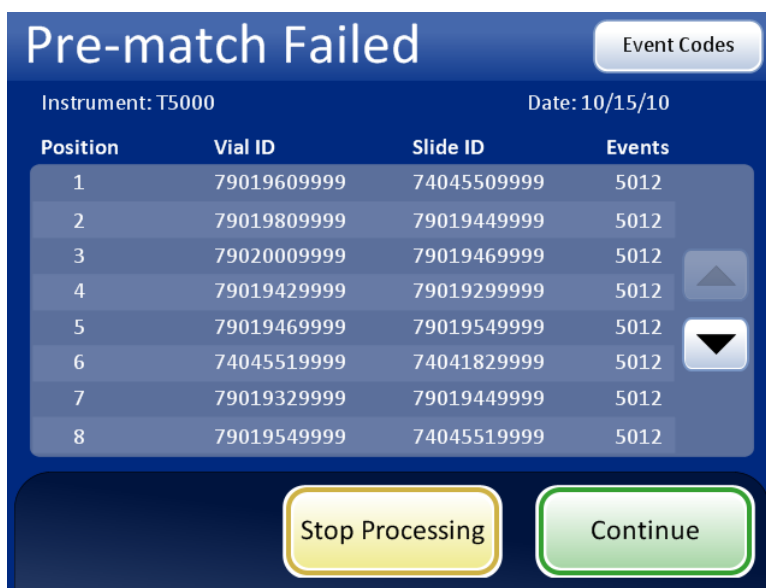 Pre-match Failed Event Codes
Instrument: T5000 Date: 10/15/10
Position Vial ID Slide ID Events
1 79019609999 74045509999 5012
2 79019809999 79019449999 5012
3 79020009999 79019469999 5012
4 79019429999 79019299999 5012
5 79019469999 79019549999 5012
6 74045519999 74041829999 5012
7 79019329999 79019449999 5012
8 79019549999 74045519999 5012
Stop Processing Continue